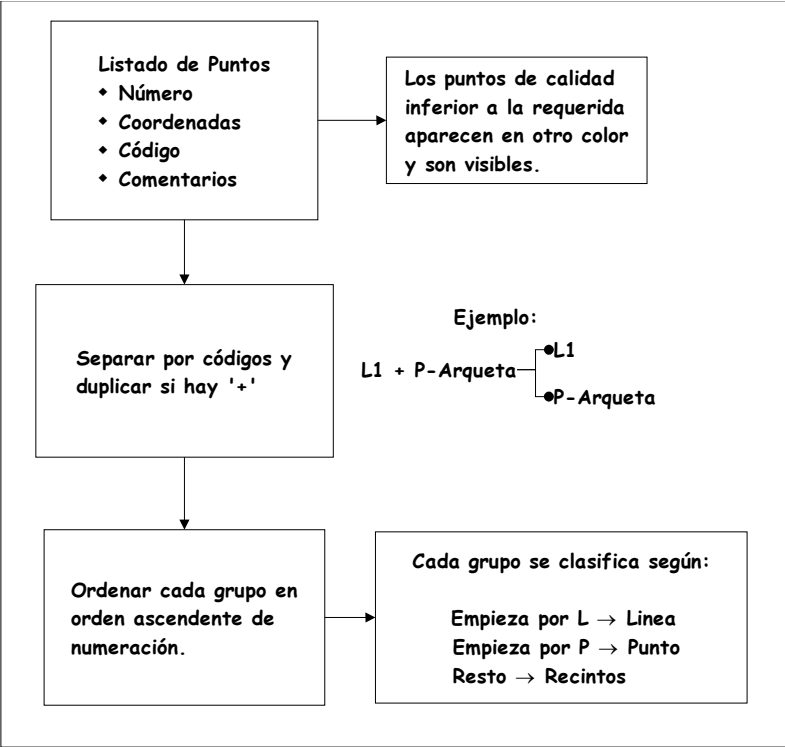 Listado de Puntos
◆ Número
◆ Coordenadas
◆ Código
◆ Comentarios
Los puntos de calidad
inferior a la requerida
aparecen en otro color
y son visibles.
Separar por códigos y
duplicar si hay '+'
Ejemplo:
L1 + P-Arqueta
L1
P-Arqueta
Ordenar cada grupo en
orden ascendente de
numeración.
Cada grupo se clasifica según:
Empieza por L → Linea
Empieza por P → Punto
Resto → Recintos